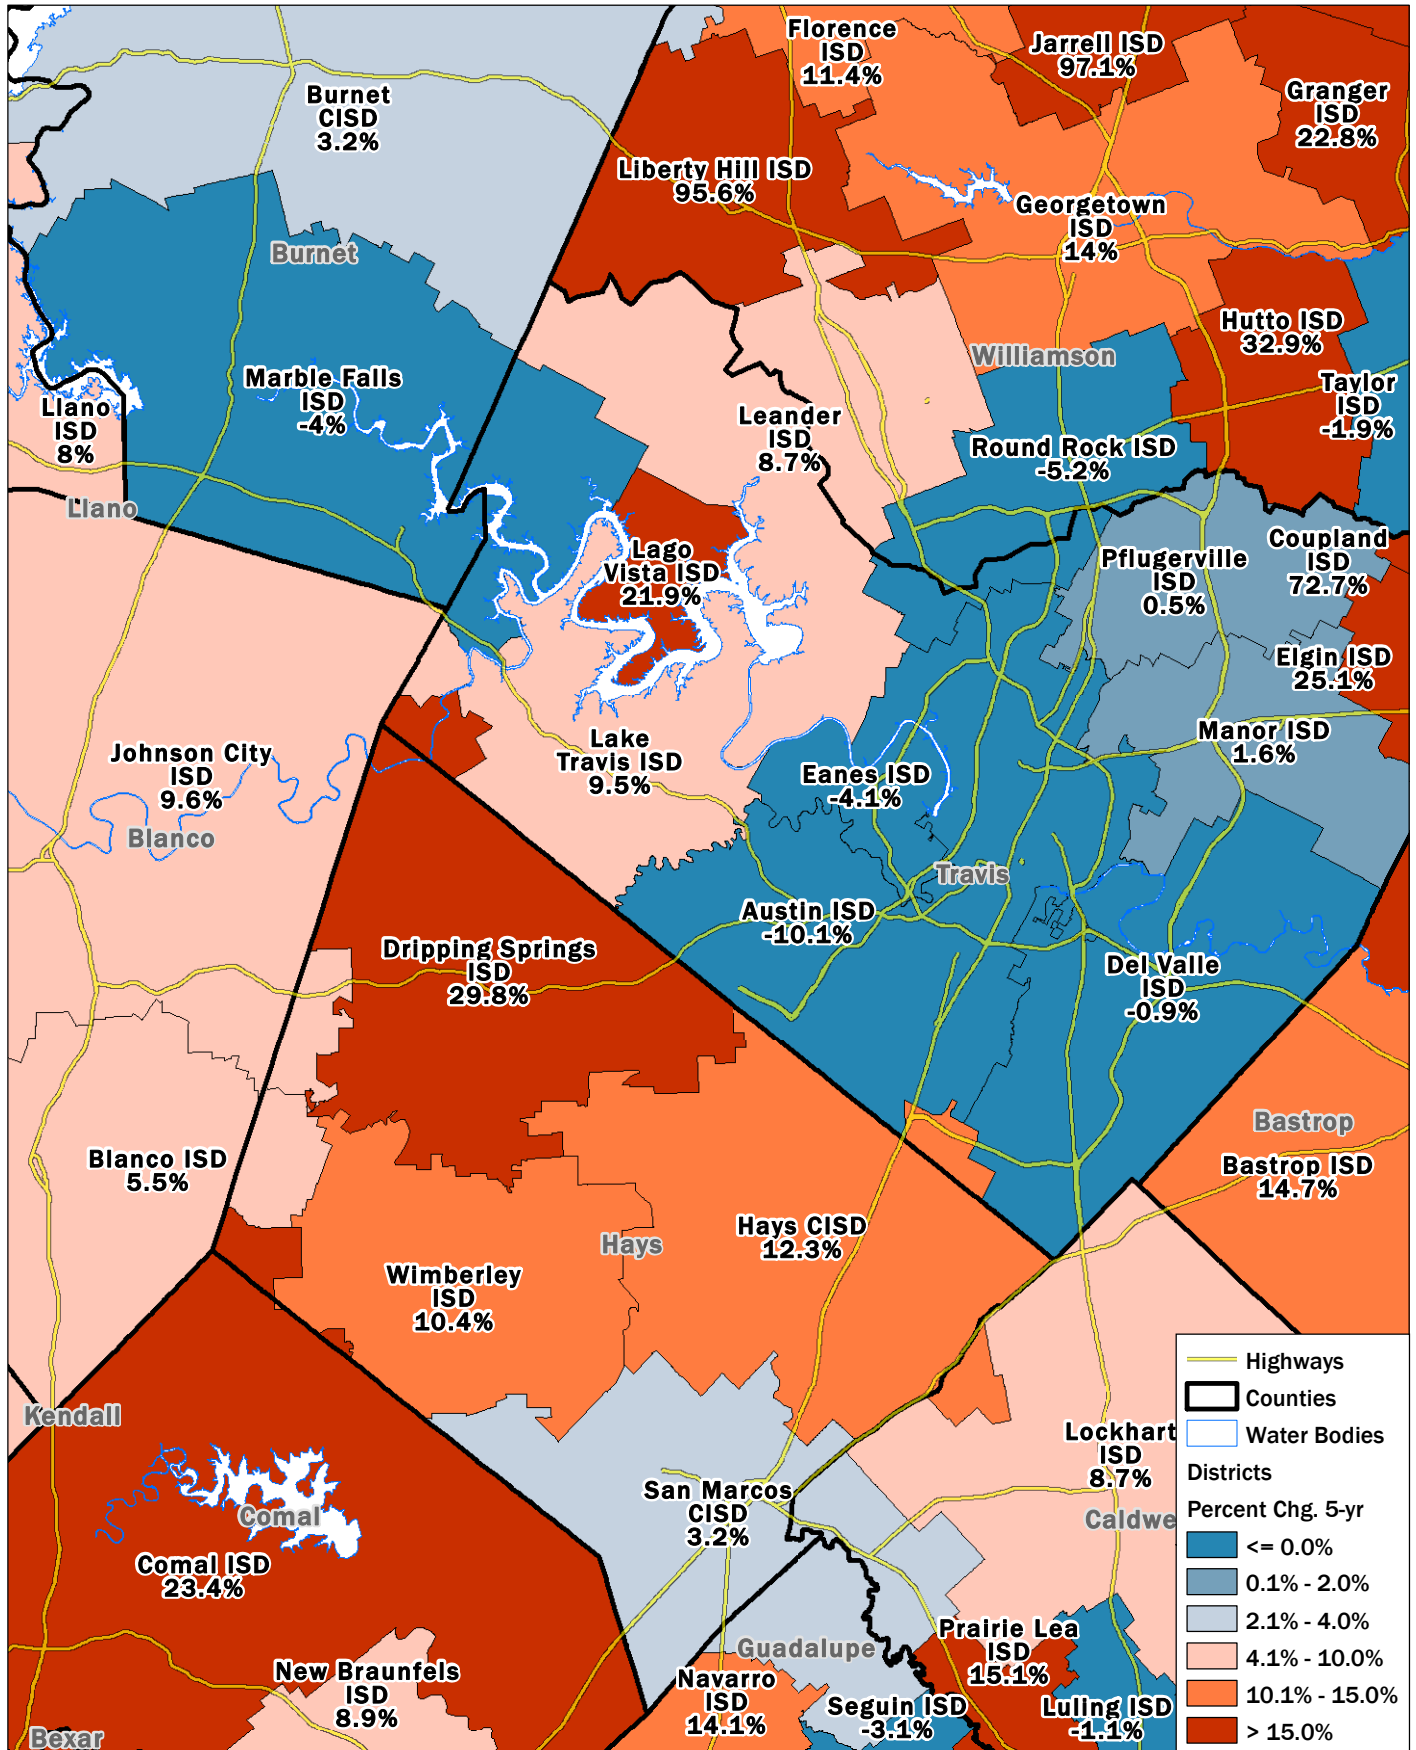 Florence
ISD
11.4%
Jarrell ISD
97.1%
Burnet
CISD
3.2%
Granger
ISD
22.8%
Liberty Hill ISD
95.6%
Georgetown
ISD
14%
Burnet
Hutto ISD
32.9%
Williamson
Marble Falls
ISD
-4%
Taylor
ISD
-1.9%
Llano
ISD
8%
Leander
ISD
8.7%
Round Rock ISD
-5.2%
Llano
Lago
Vista ISD
21.9%
Pflugerville
ISD
0.5%
Coupland
ISD
72.7%
Elgin ISD
25.1%
Manor ISD
1.6%
Johnson City
ISD
9.6%
Lake
Travis ISD
9.5%
Eanes ISD
-4.1%
Blanco
Travis
Austin ISD
-10.1%
Dripping Springs
ISD
29.8%
Del Valle
ISD
-0.9%
Bastrop
Blanco ISD
5.5%
Bastrop ISD
14.7%
Hays CISD
12.3%
Hays
Wimberley
ISD
10.4%
Kendall
Lockhart
ISD
8.7%
San Marcos
CISD
3.2%
Caldwe
Comal
Comal ISD
23.4%
Guadalupe
Prairie Lea
ISD
15.1%
New Braunfels
ISD
8.9%
Navarro
ISD
14.1%
Seguin ISD
-3.1%
Luling ISD
-1.1%
Bexar
Highways
Counties
Water Bodies
Districts
Percent Chg. 5-yr
<= 0.0%
0.1% - 2.0%
2.1% - 4.0%
4.1% - 10.0%
10.1% - 15.0%
> 15.0%